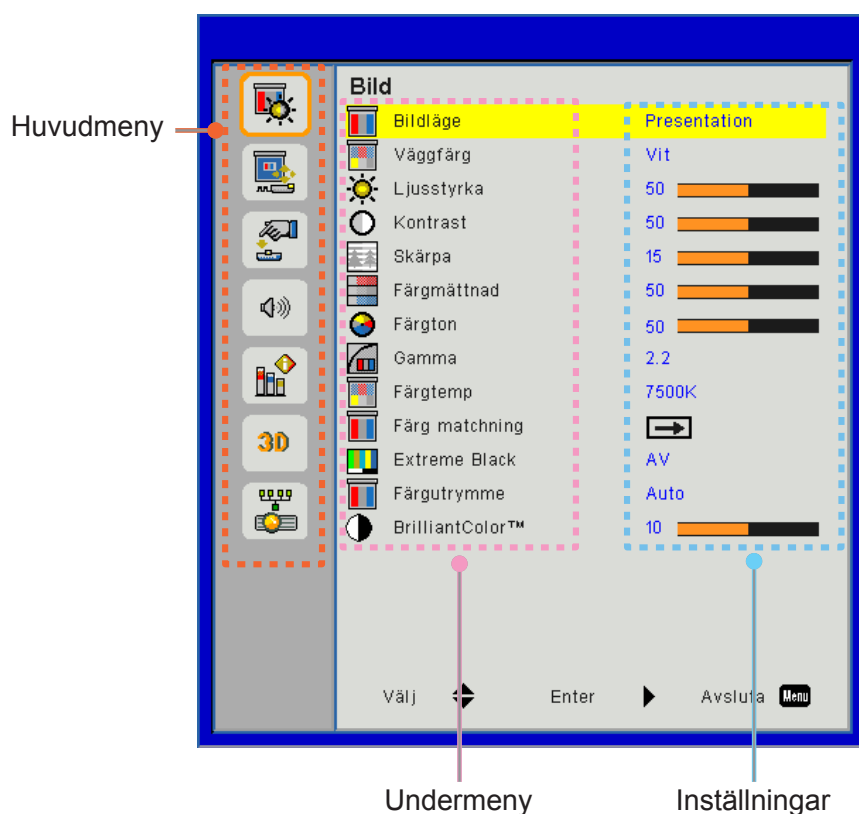 Bild
Huvudmeny
Bildläge Presentation
Väggfärg Vit
Ljusstyrka 50
Kontrast 50
Skärpa 15
Färgmättnad 50
Färgton 50
Gamma 2.2
Färgtemp 7500K
3D
Färg matchning
Extreme Black AV
Färgutrymme Auto
BrilliantColor™ 10
Välj Enter Avsluta Menu
Undermeny Inställningar